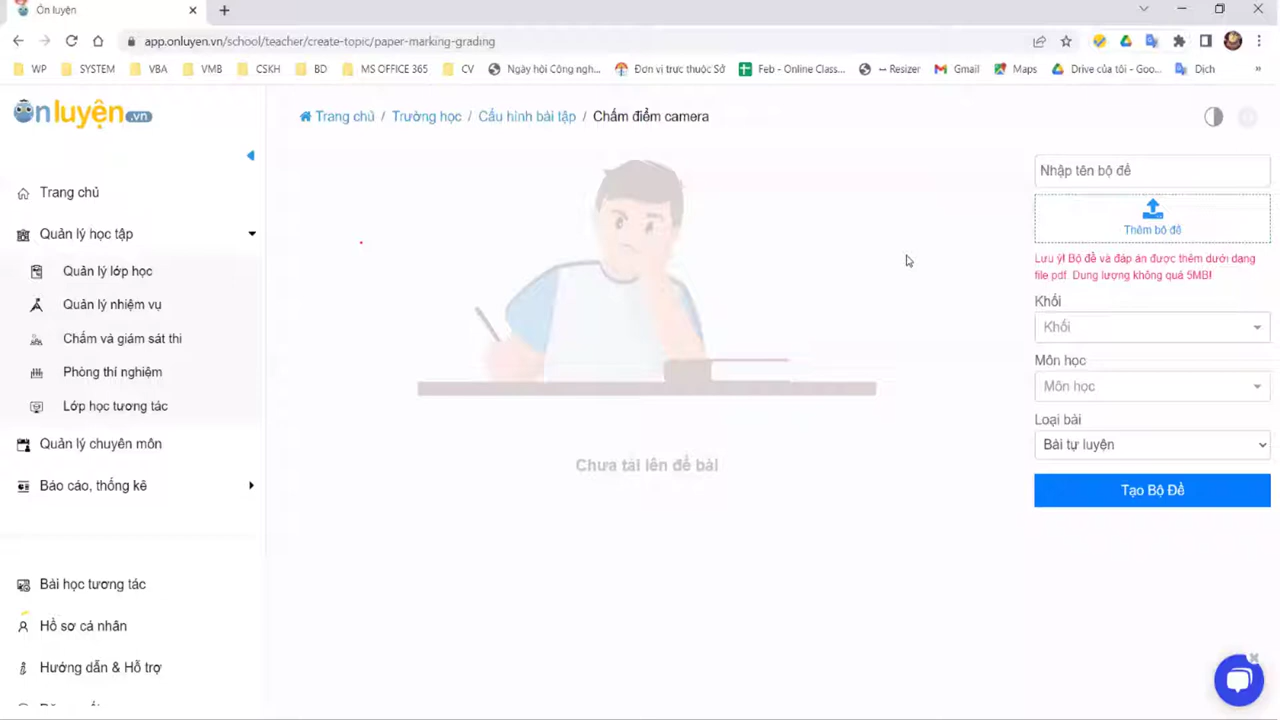 Ôn luyện
app.onluyen.vn/school/teacher/create-topic/paper-marking-grading
WP SYSTEM VBA VMB CSKH BD MS OFFICE 365 CV Ngày hội Công nghệ... Đơn vị trực thuộc Sở Feb - Online Class... -- Resizer Gmail Maps Drive của tôi - Goo... Dịch »
Ôn luyện .vn
Trang chủ / Trường học / Cấu hình bài tập / Chấm điểm camera
Trang chủ
Quản lý học tập
Quản lý lớp học
Quản lý nhiệm vụ
Chấm và giám sát thi
Phòng thí nghiệm
Lớp học tương tác
Quản lý chuyên môn
Báo cáo, thống kê
Bài học tương tác
Hồ sơ cá nhân
Hướng dẫn & Hỗ trợ
Chưa tải lên đề bài
Nhập tên bộ đề
Thêm bộ đề
Lưu ý! Bộ đề và đáp án được thêm dưới dạng
file pdf Dung lượng không quá 5MB!
Khối
Khối
Môn học
Môn học
Loại bài
Bài tự luyện
Tạo Bộ Đề